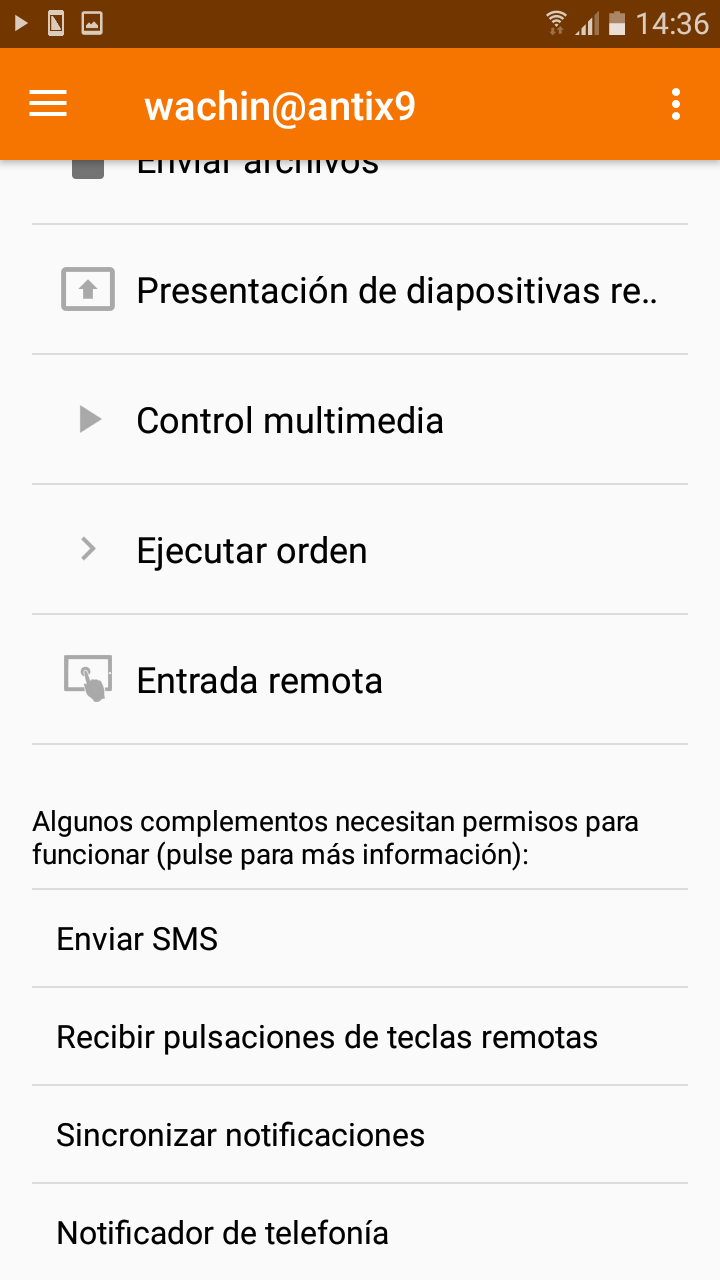 14:36
wachin@antix9
Enviar archivos
Presentación de diapositivas re..
Control multimedia
Ejecutar orden
Entrada remota
Algunos complementos necesitan permisos para
funcionar (pulse para más información):
Enviar SMS
Recibir pulsaciones de teclas remotas
Sincronizar notificaciones
Notificador de telefonía